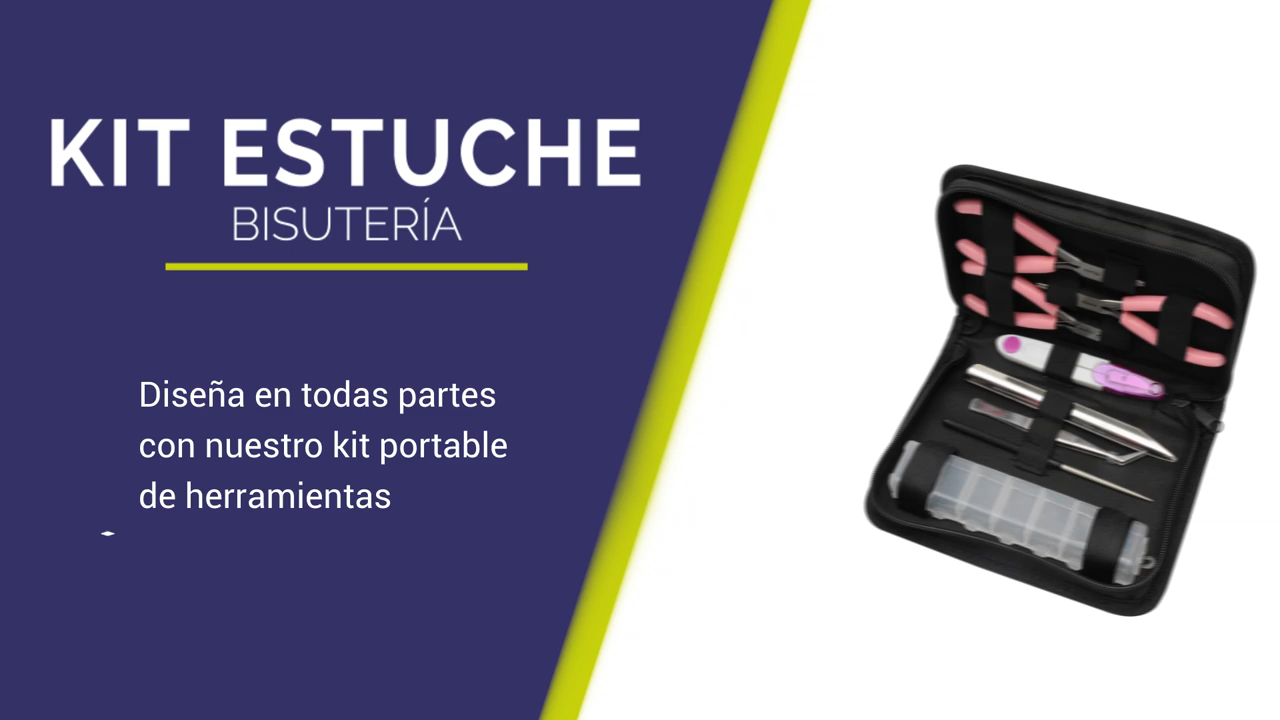 KIT ESTUCHE
BISUTERÍA
Diseña en todas partes
con nuestro kit portable
de herramientas